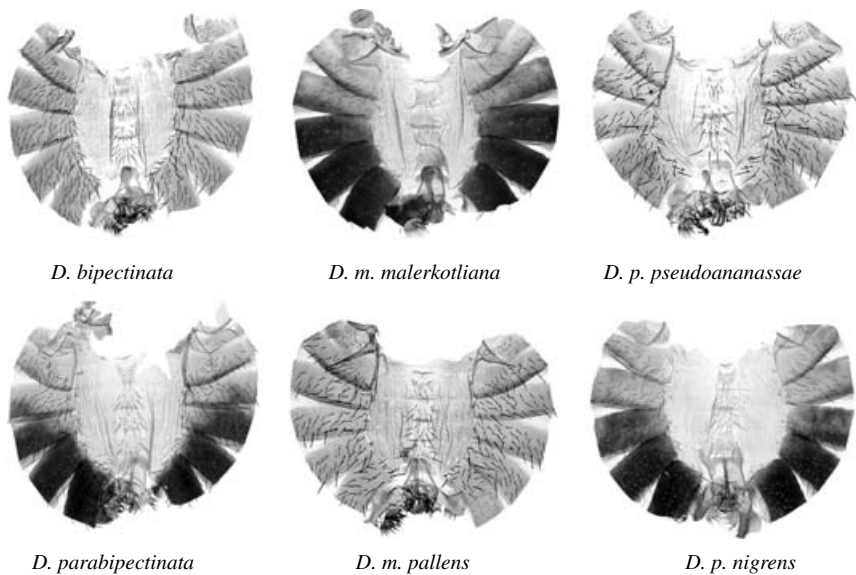 D. bipectinata
D. m. malerkotliana
D. p. pseudoananassae
D. parabipectinata
D. m. pallens
D. p. nigrens